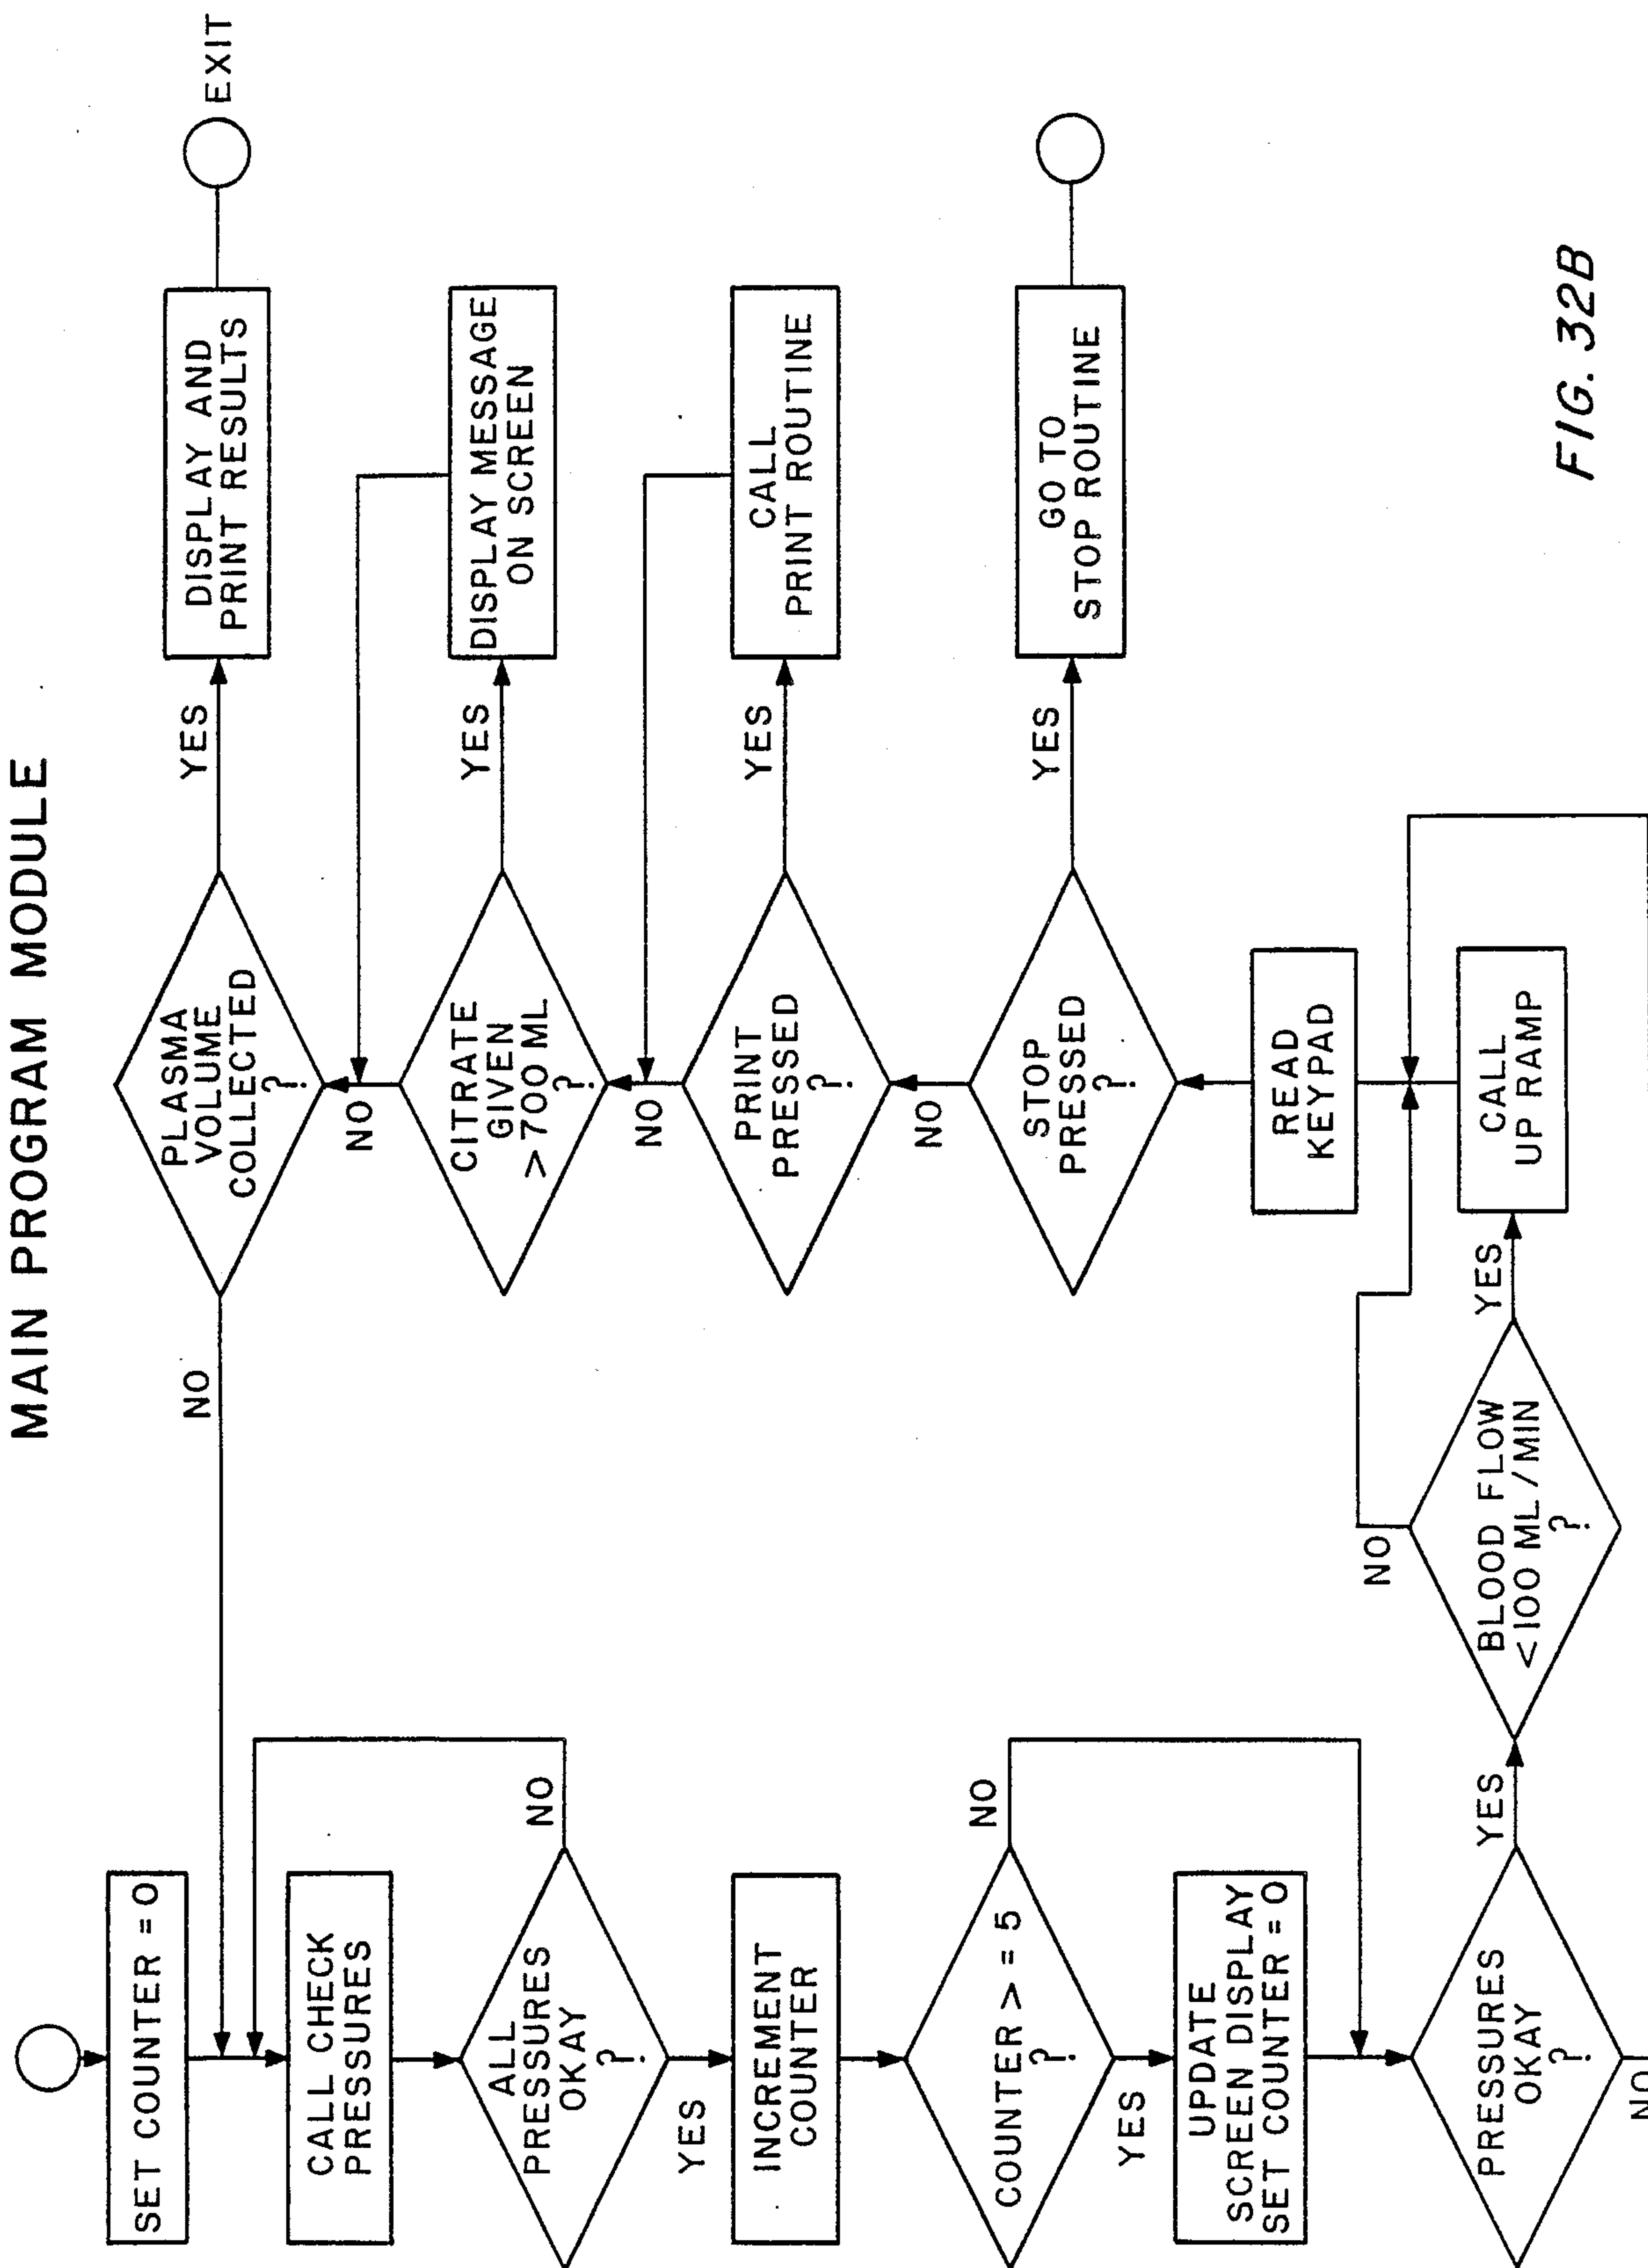 MAIN PROGRAM MODULE
SET COUNTER = 0
CALL CHECK
PRESSURES
ALL
PRESSURES
OKAY
?
NO
YES
INCREMENT
COUNTER
COUNTER > = 5
?
NO
YES
UPDATE
SCREEN DISPLAY
SET COUNTER = 0
PRESSURES
OKAY
?
NO
YES
BLOOD FLOW
<100 ML/MIN
?
NO
YES
CALL
UP RAMP
READ
KEYPAD
STOP
PRESSED
?
YES
GO TO
STOP ROUTINE
NO
PRINT
PRESSED
?
YES
CALL
PRINT ROUTINE
NO
CITRATE
GIVEN
> 700 ML
?
YES
DISPLAY MESSAGE
ON SCREEN
NO
PLASMA
VOLUME
COLLECTED
?
NO
YES
DISPLAY AND
PRINT RESULTS
EXIT
FIG. 32B